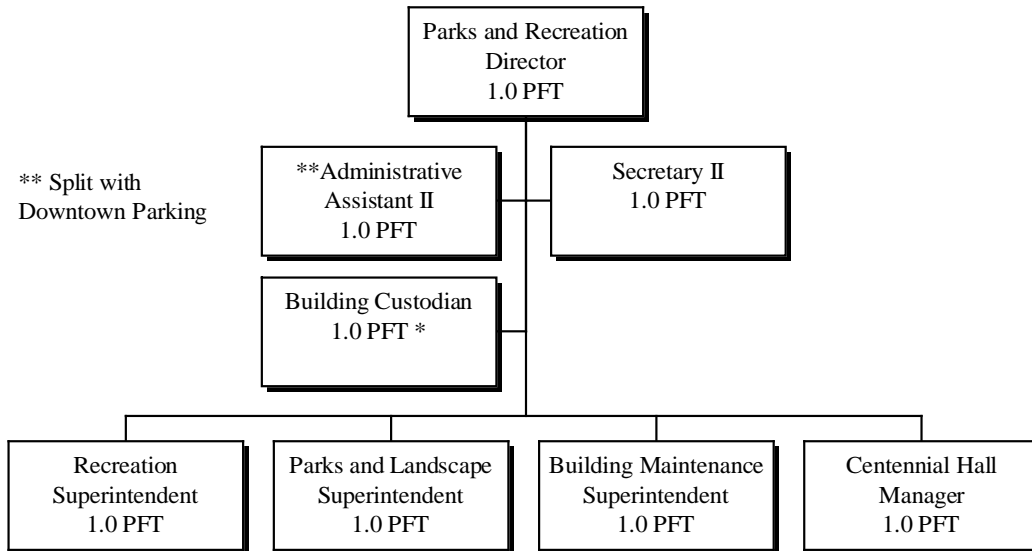 Parks and Recreation
Director
1.0 PFT
** Split with
Downtown Parking
**Administrative
Assistant II
1.0 PFT
Secretary II
1.0 PFT
Building Custodian
1.0 PFT *
Recreation
Superintendent
1.0 PFT
Parks and Landscape
Superintendent
1.0 PFT
Building Maintenance
Superintendent
1.0 PFT
Centennial Hall
Manager
1.0 PFT